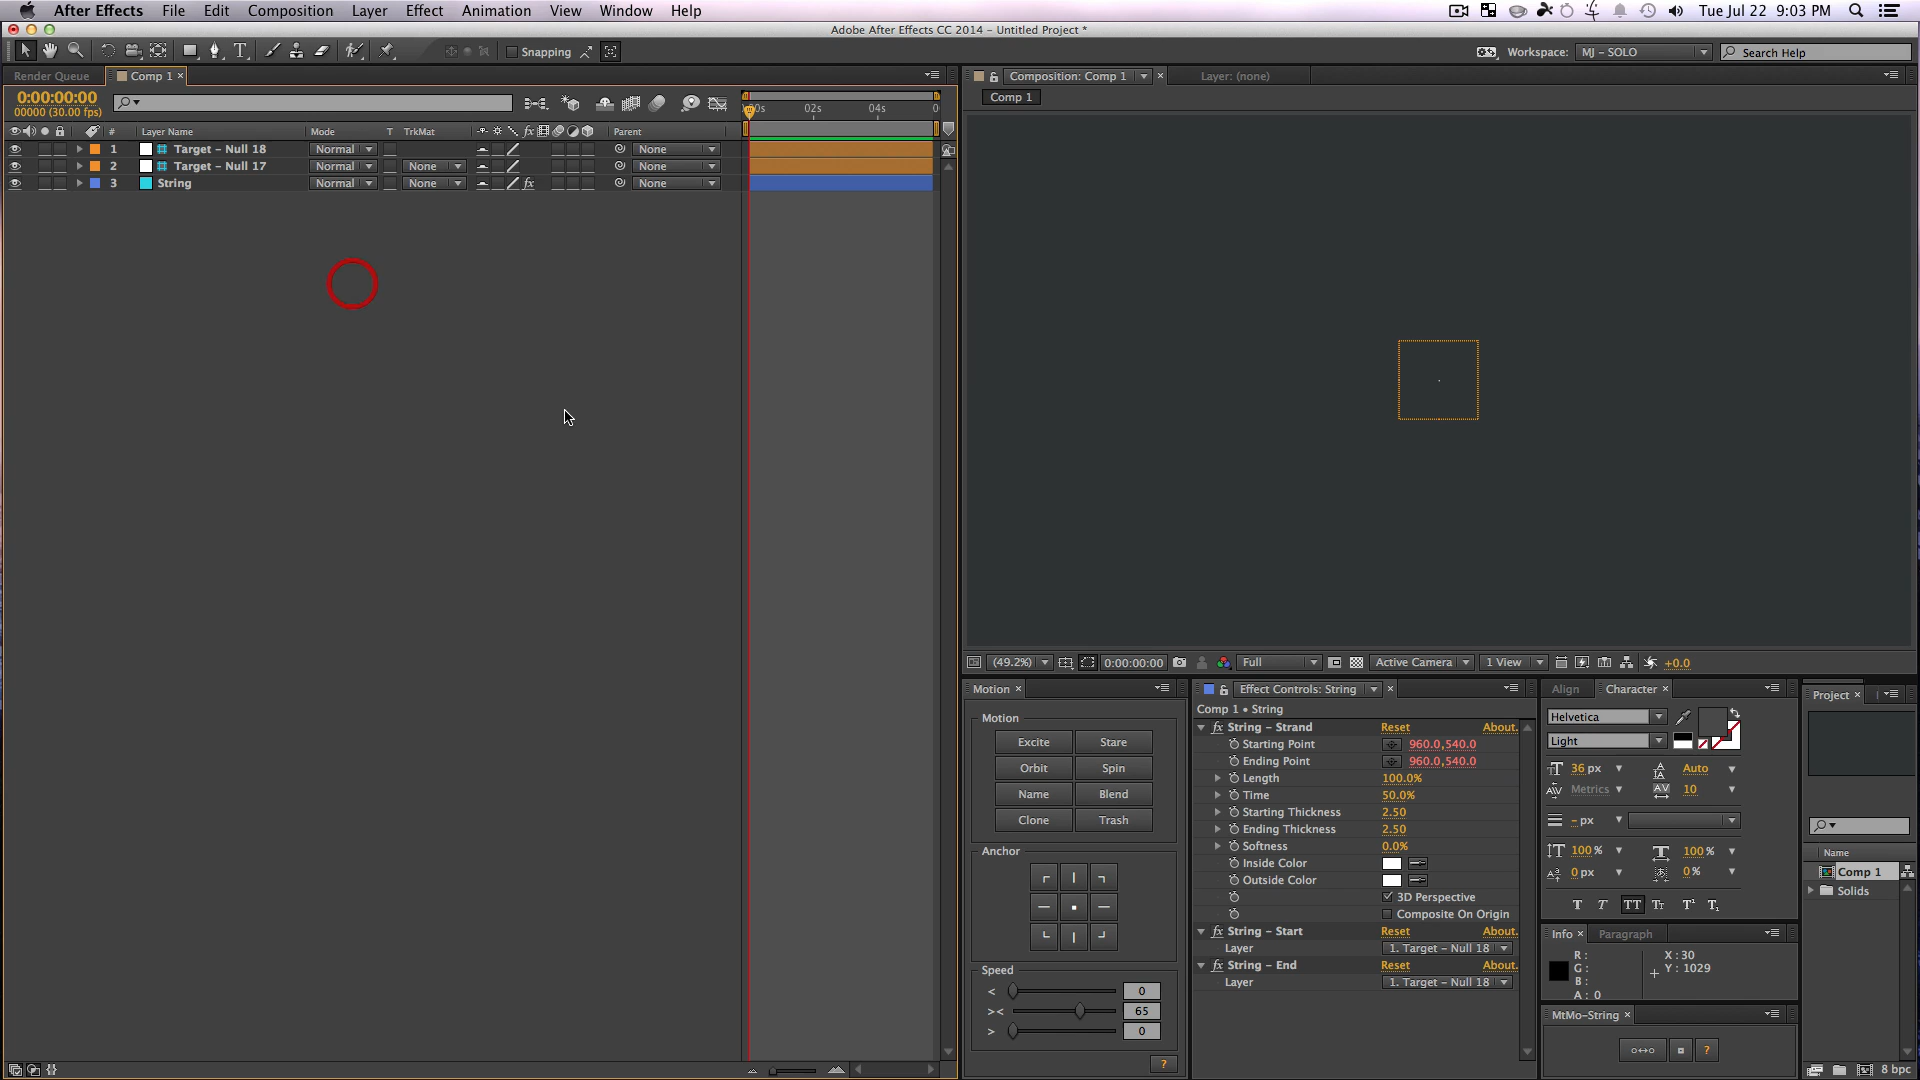 After Effects File Edit Composition Layer Effect Animation View Window Help Tue Jul 22 9:03 PM
Adobe After Effects CC 2014 – Untitled Project *
T Snapping Workspace: MJ – SOLO Search Help
Render Queue Comp 1 × Composition: Comp 1 × Layer: (none)
0:00:00:00
00000 (30.00 fps)
Comp 1
02s 04s 0
# Layer Name Mode T TrkMat fx Parent
1 Target – Null 18 Normal None
2 Target – Null 17 Normal None None
3 String Normal None fx None
(49.2%) 0:00:00:00 Full Active Camera 1 View +0.0
Motion ×
Motion
Excite Stare
Orbit Spin
Name Blend
Clone Trash
Anchor
Speed
< 0
>< 65
> 0
?
Effect Controls: String ×
Comp 1 • String
fx String – Strand Reset About.
Starting Point 960.0,540.0
Ending Point 960.0,540.0
Length 100.0%
Time 50.0%
Starting Thickness 2.50
Ending Thickness 2.50
Softness 0.0%
Inside Color
Outside Color
3D Perspective
Composite On Origin
fx String – Start Reset About.
Layer 1. Target – Null 18
fx String – End Reset About.
Layer 1. Target – Null 18
Align Character ×
Helvetica
Light
36 px Auto
Metrics 10
– px
100 % 100 %
0 px 0 %
T T TT Tt T¹ T₁
Info × Paragraph
R :
G :
B :
A : 0
X : 30
+ Y : 1029
MtMo–String ×
?
Project ×
Name
Comp 1
Solids
8 bpc